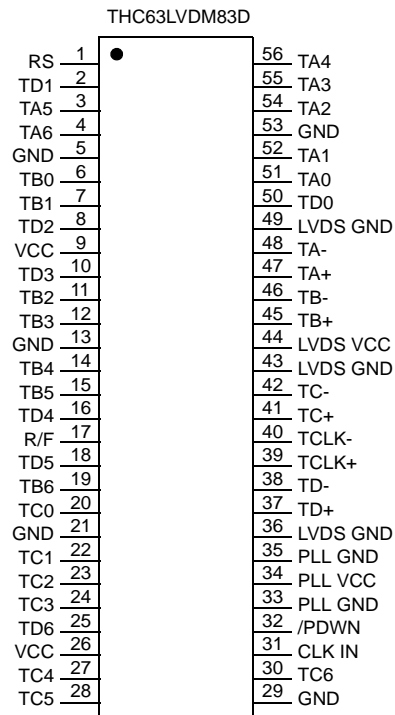 THC63LVDM83D
RS 1 56 TA4
TD1 2 55 TA3
TA5 3 54 TA2
TA6 4 53 GND
GND 5 52 TA1
TB0 6 51 TA0
TB1 7 50 TD0
TD2 8 49 LVDS GND
VCC 9 48 TA-
TD3 10 47 TA+
TB2 11 46 TB-
TB3 12 45 TB+
GND 13 44 LVDS VCC
TB4 14 43 LVDS GND
TB5 15 42 TC-
TD4 16 41 TC+
R/F 17 40 TCLK-
TD5 18 39 TCLK+
TB6 19 38 TD-
TC0 20 37 TD+
GND 21 36 LVDS GND
TC1 22 35 PLL GND
TC2 23 34 PLL VCC
TC3 24 33 PLL GND
TD6 25 32 /PDWN
VCC 26 31 CLK IN
TC4 27 30 TC6
TC5 28 29 GND